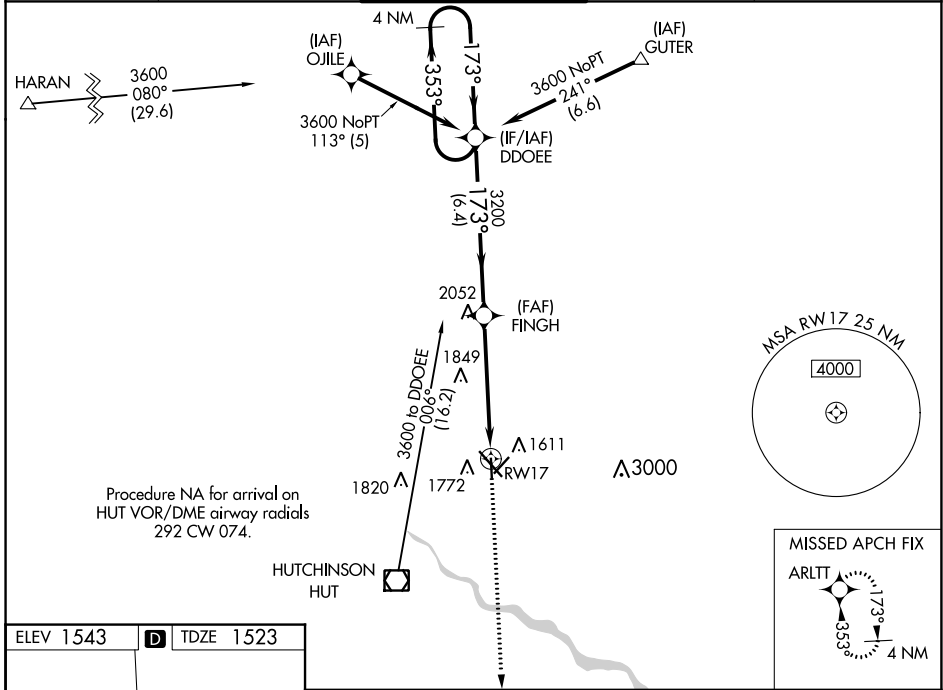 4 NM
(IAF)
OJILE
(IAF)
GUTER
HARAN
3600
080°
(29.6)
353°
173°
3600 NoPT
241°
(6.6)
3600 NoPT
113° (5)
(IF/IAF)
DDOEE
3200
173°
(6.4)
2052
(FAF)
FINGH
1849
3600 to DDOEE
006°
(16.2)
MSA RW17 25 NM
4000
1611
1820
1772
RW17
3000
Procedure NA for arrival on
HUT VOR/DME airway radials
292 CW 074.
HUTCHINSON
HUT
MISSED APCH FIX
ARLTT
173°
353°
4 NM
ELEV 1543 D TDZE 1523